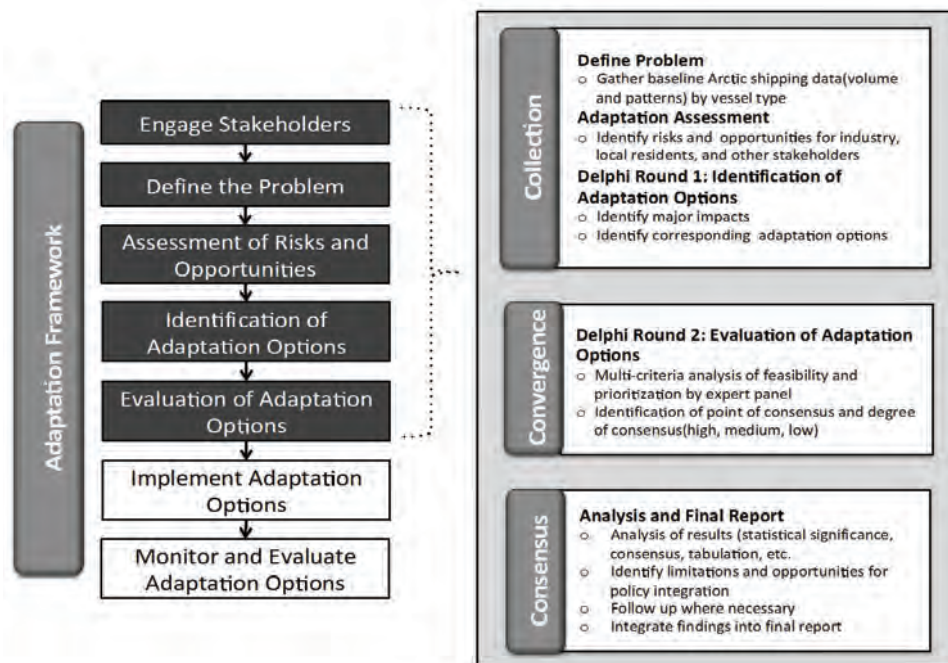 Adaptation Framework
Engage Stakeholders
Define the Problem
Assessment of Risks and
Opportunities
Identification of
Adaptation Options
Evaluation of Adaptation
Options
Implement Adaptation
Options
Monitor and Evaluate
Adaptation Options
Collection
Define Problem
o Gather baseline Arctic shipping data(volume
and patterns) by vessel type
Adaptation Assessment
o Identify risks and opportunities for industry,
local residents, and other stakeholders
Delphi Round 1: Identification of
Adaptation Options
o Identify major impacts
o Identify corresponding adaptation options
Convergence
Delphi Round 2: Evaluation of Adaptation
Options
o Multi-criteria analysis of feasibility and
prioritization by expert panel
o Identification of point of consensus and degree
of consensus(high, medium, low)
Consensus
Analysis and Final Report
o Analysis of results (statistical significance,
consensus, tabulation, etc.
o Identify limitations and opportunities for
policy integration
o Follow up where necessary
o Integrate findings into final report